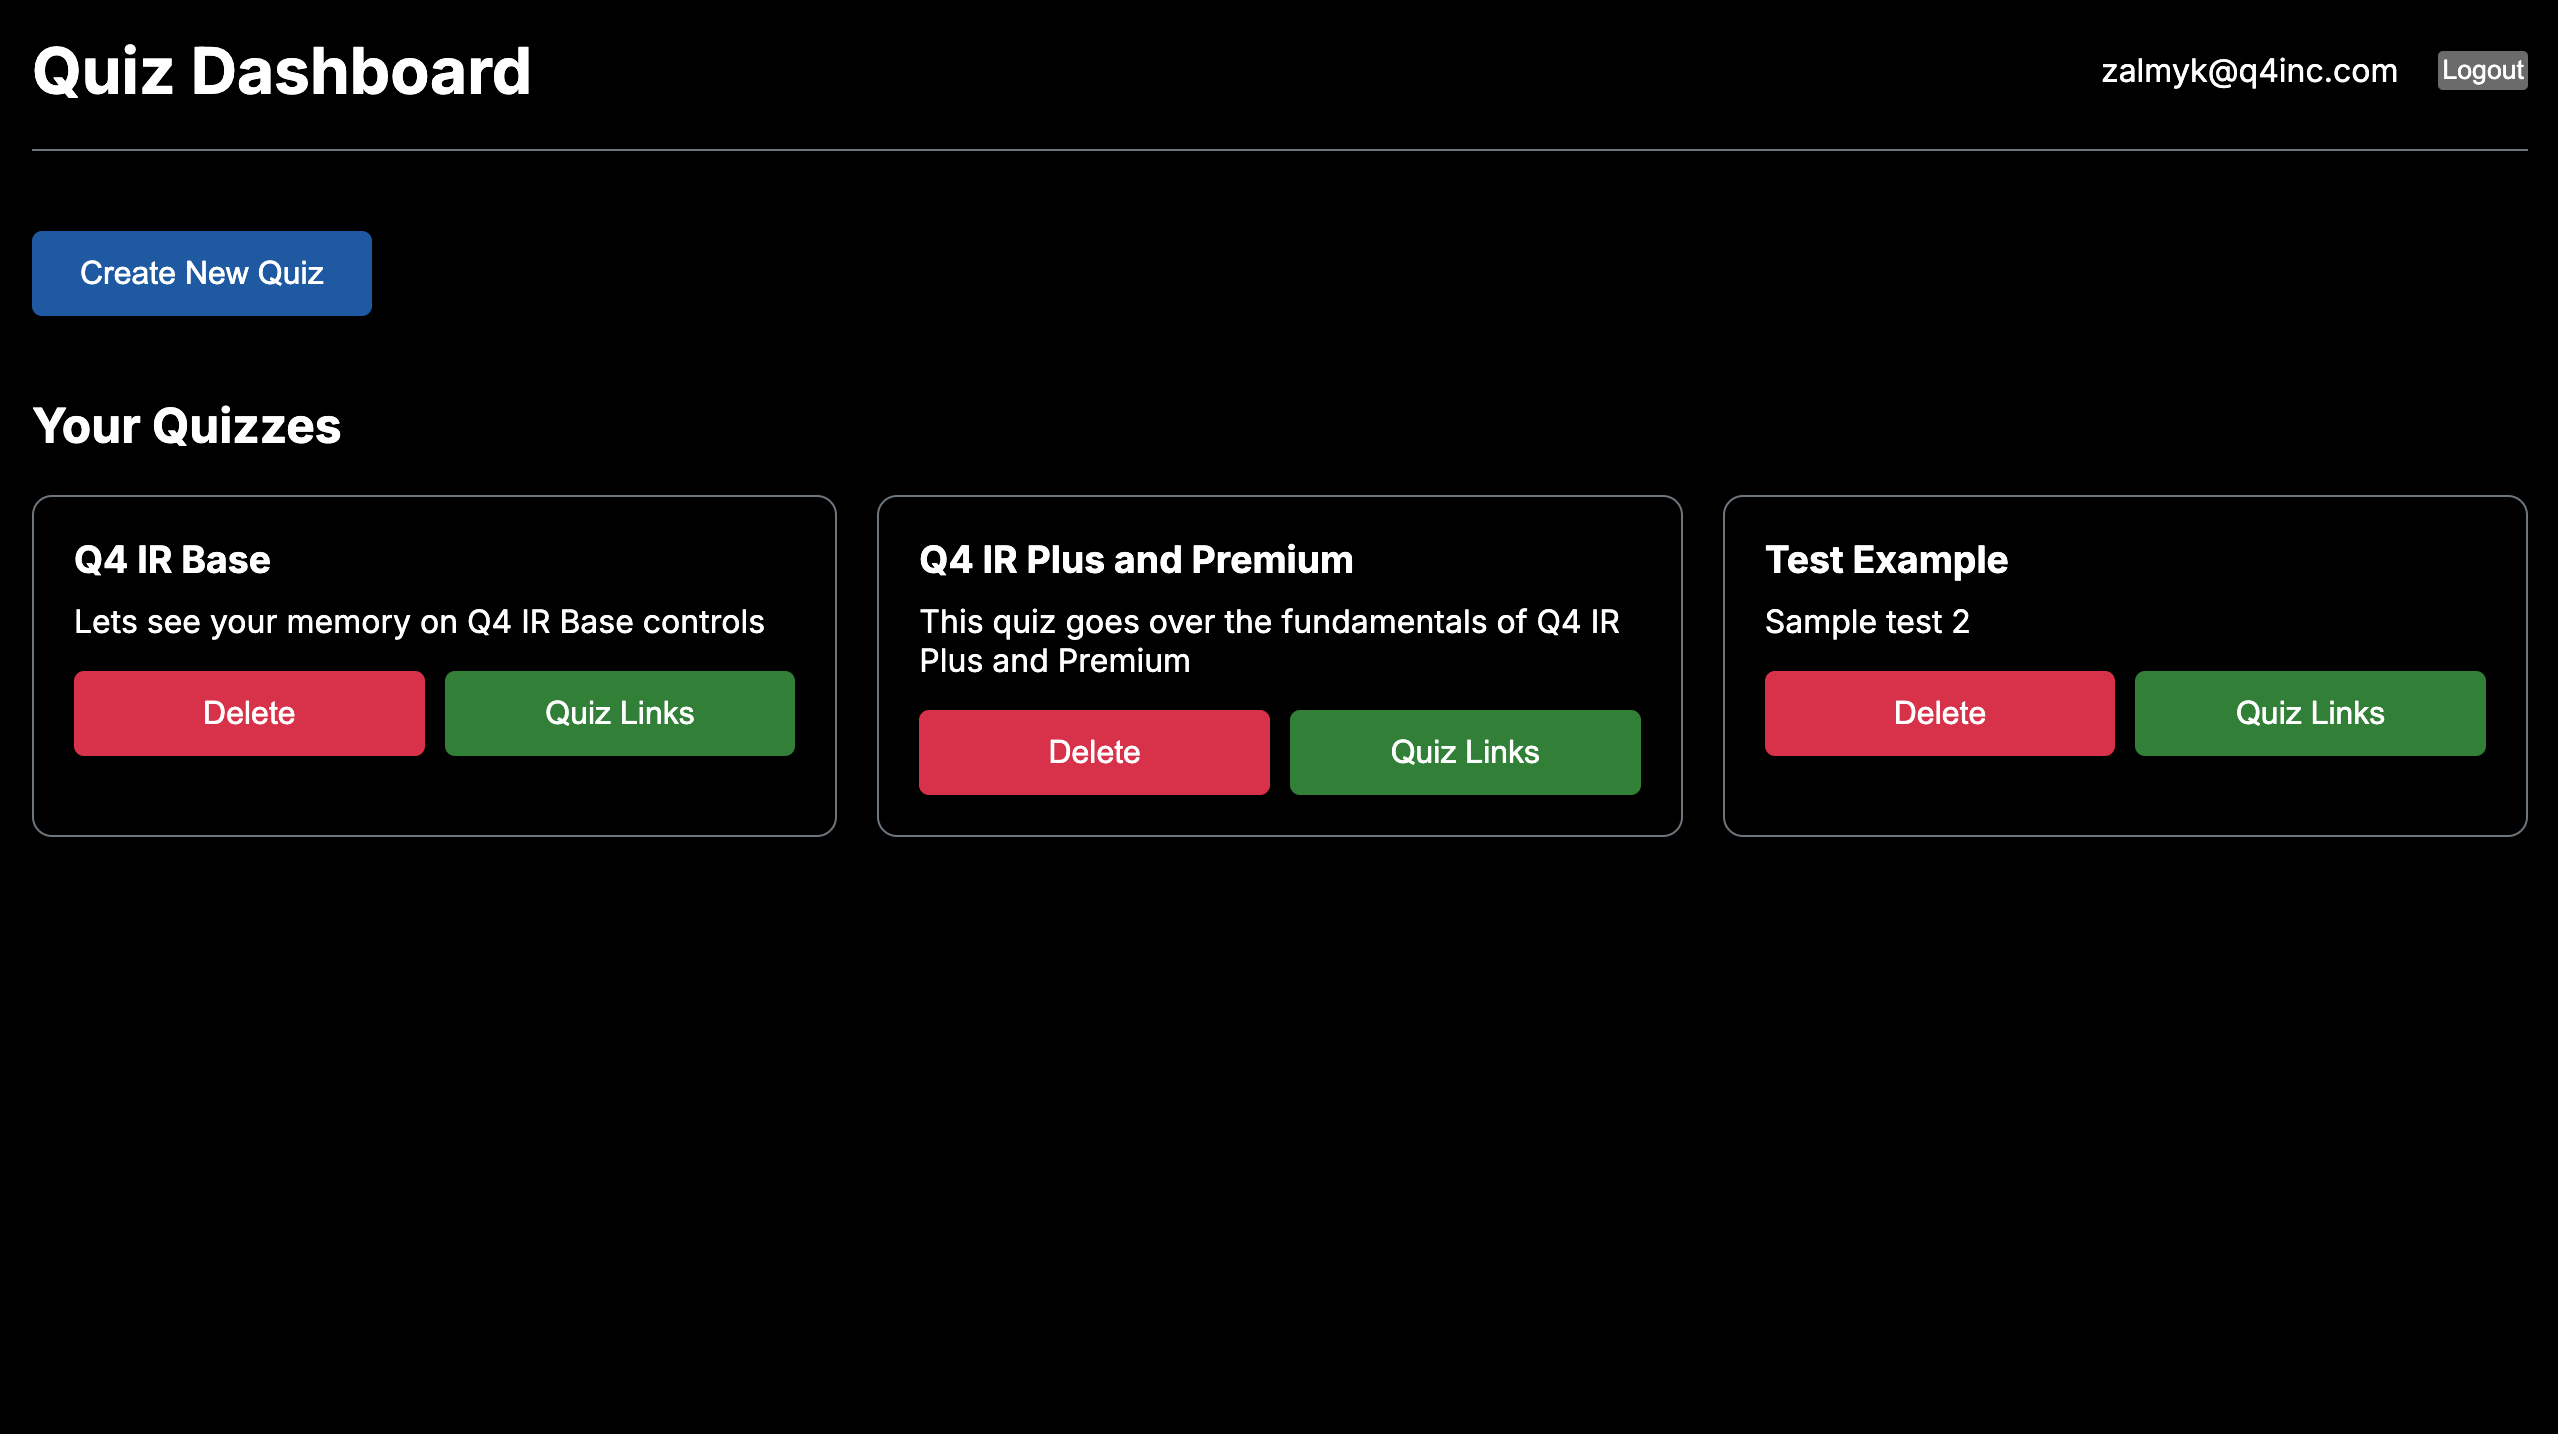 Quiz Dashboard
zalmyk@q4inc.com
Logout
Create New Quiz
Your Quizzes
Q4 IR Base
Lets see your memory on Q4 IR Base controls
Delete
Quiz Links
Q4 IR Plus and Premium
This quiz goes over the fundamentals of Q4 IR
Plus and Premium
Delete
Quiz Links
Test Example
Sample test 2
Delete
Quiz Links